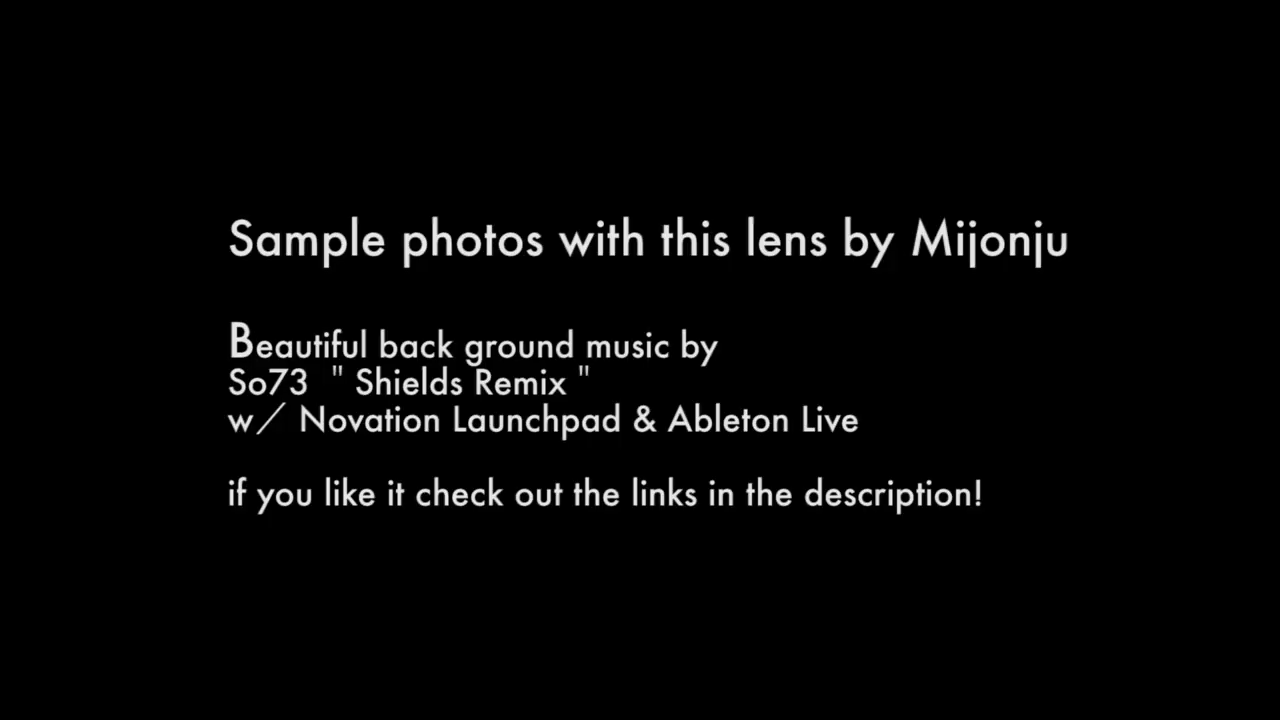 Sample photos with this lens by Mijonju
Beautiful back ground music by
So73 " Shields Remix "
w/ Novation Launchpad & Ableton Live
if you like it check out the links in the description!